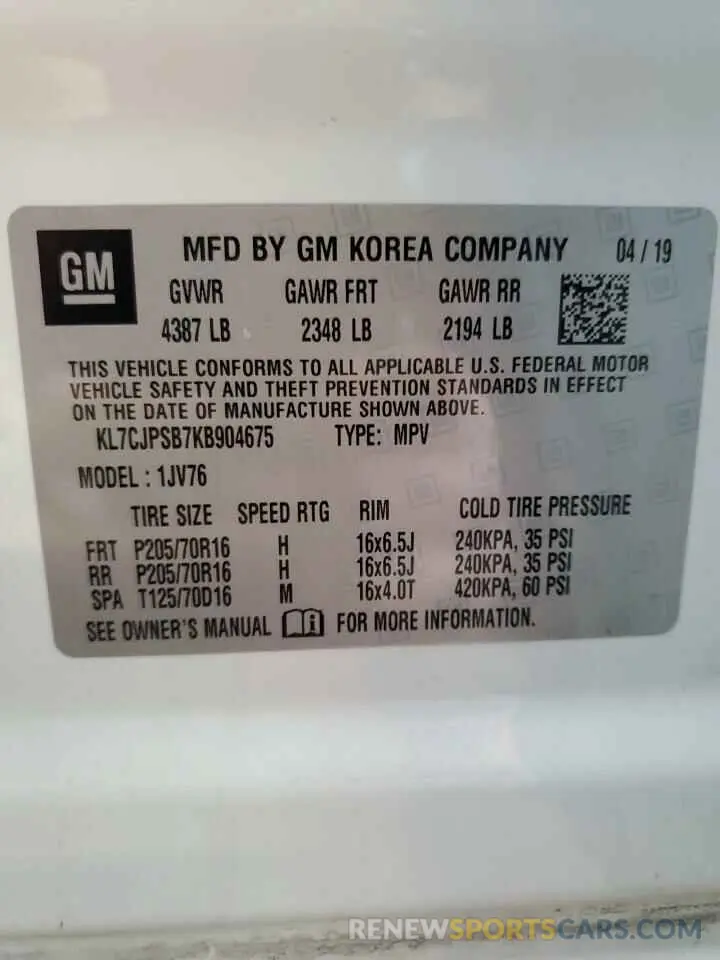 GM
MFD BY GM KOREA COMPANY 04 / 19
GVWR GAWR FRT GAWR RR
4387 LB 2348 LB 2194 LB
THIS VEHICLE CONFORMS TO ALL APPLICABLE U.S. FEDERAL MOTOR
VEHICLE SAFETY AND THEFT PREVENTION STANDARDS IN EFFECT
ON THE DATE OF MANUFACTURE SHOWN ABOVE.
KL7CJPSB7KB904675 TYPE: MPV
MODEL : 1JV76
TIRE SIZE SPEED RTG RIM COLD TIRE PRESSURE
FRT P205/70R16 H 16x6.5J 240KPA, 35 PSI
RR P205/70R16 H 16x6.5J 240KPA, 35 PSI
SPA T125/70D16 M 16x4.0T 420KPA, 60 PSI
SEE OWNER'S MANUAL FOR MORE INFORMATION.
RENEWSPORTSCARS.COM